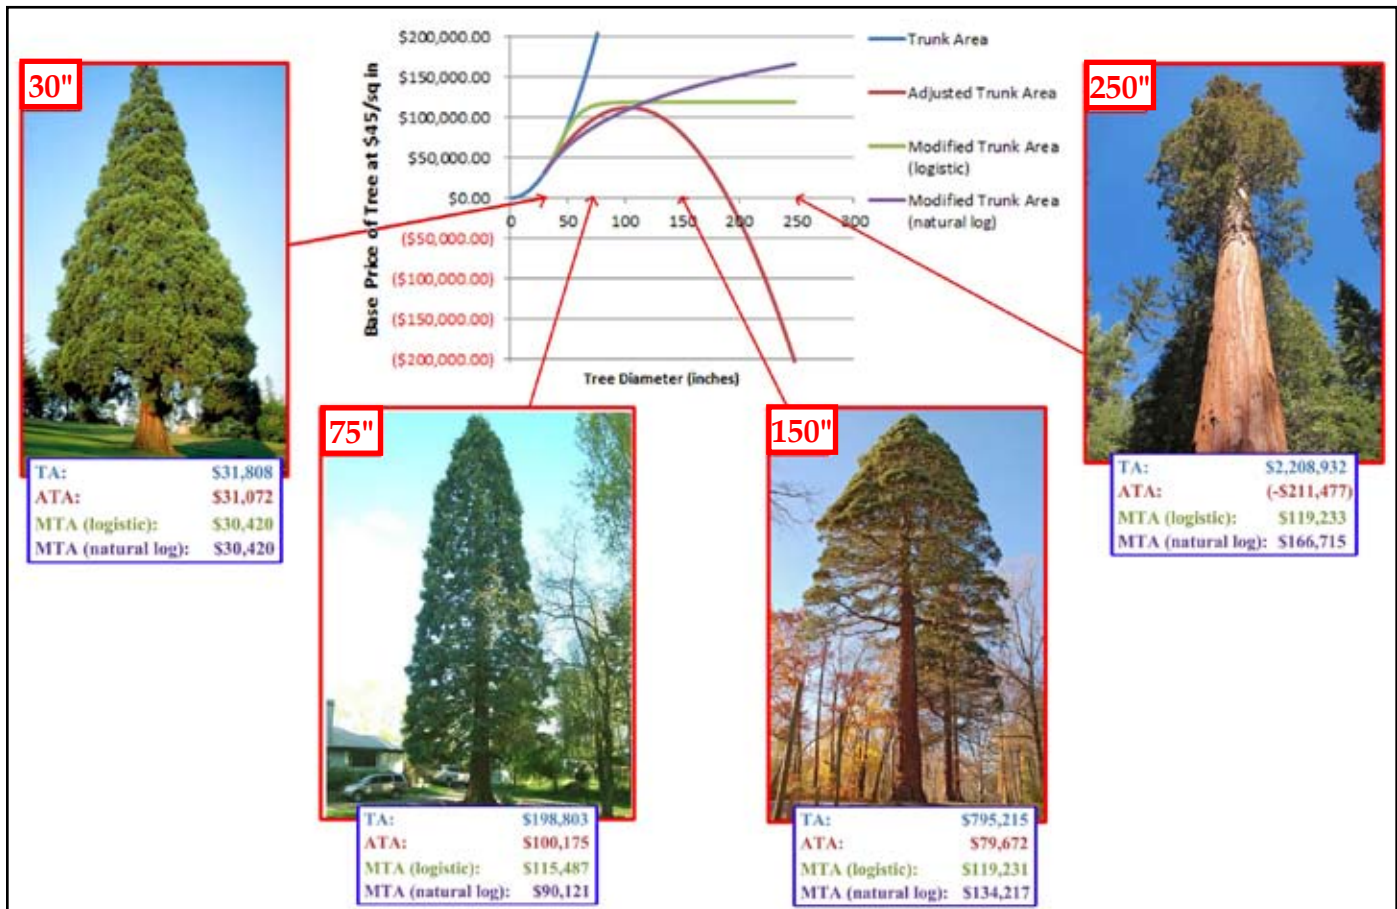 $200,000.00
$150,000.00
$100,000.00
$50,000.00
$0.00
($50,000.00)
($100,000.00)
($150,000.00)
($200,000.00)
Base Price of Tree at $45/sq in
0 50 100 150 200 250 300
Tree Diameter (inches)
Trunk Area
Adjusted Trunk Area
Modified Trunk Area
(logistic)
Modified Trunk Area
(natural log)
30"
TA: $31,808
ATA: $31,072
MTA (logistic): $30,420
MTA (natural log): $30,420
75"
TA: $198,803
ATA: $100,175
MTA (logistic): $115,487
MTA (natural log): $90,121
150"
TA: $795,215
ATA: $79,672
MTA (logistic): $119,231
MTA (natural log): $134,217
250"
TA: $2,208,932
ATA: (-$211,477)
MTA (logistic): $119,233
MTA (natural log): $166,715